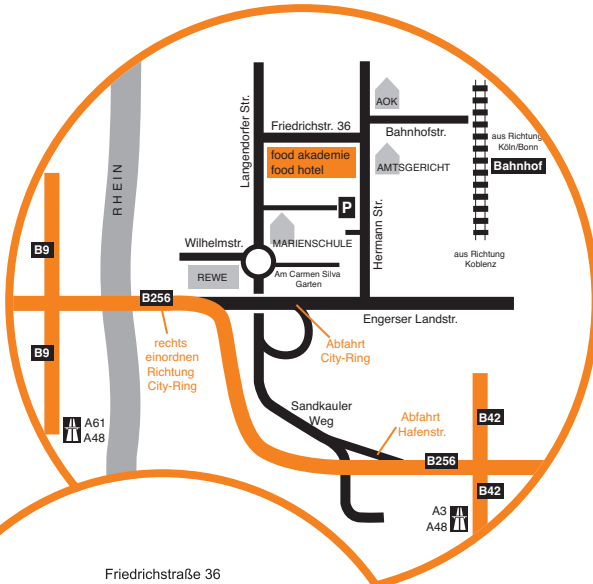 AOK
Langendorfer Str.
Friedrichstr. 36
Bahnhofstr.
aus Richtung
Köln/Bonn
Bahnhof
food akademie
food hotel
AMTSGERICHT
RHEIN
P
Hermann Str.
B9
Wilhelmstr.
MARIENSCHULE
aus Richtung
Koblenz
REWE
Am Carmen Silva
Garten
B256
Engerser Landstr.
rechts
einordnen
Richtung
City-Ring
Abfahrt
City-Ring
B9
Sandkauler
Weg
Abfahrt
Hafenstr.
B42
A61
A48
B256
B42
A3
A48
Friedrichstraße 36